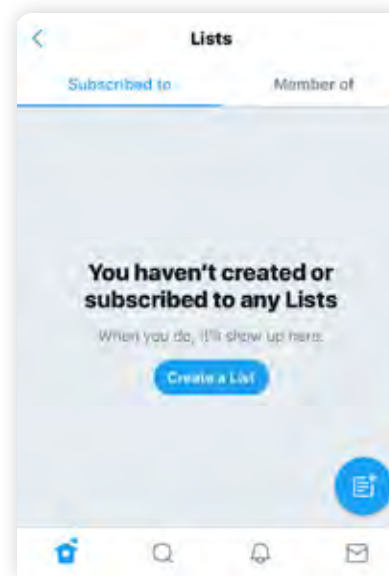 Lists
Subscribed to
Member of
You haven't created or
subscribed to any Lists
When you do, it'll show up here.
Create a List